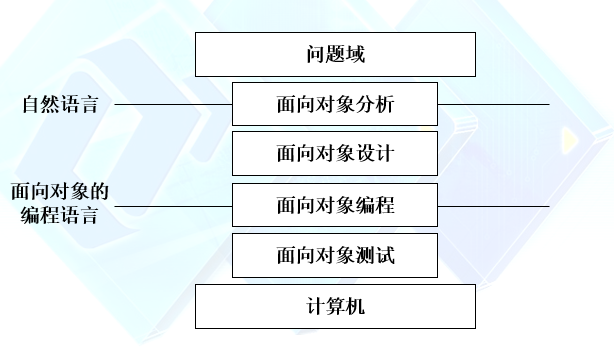 问题域
自然语言
面向对象分析
面向对象设计
面向对象的
编程语言
面向对象编程
面向对象测试
计算机